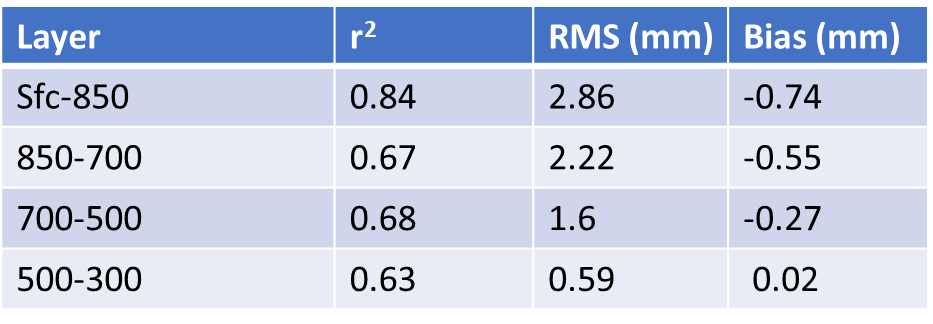 Layer r² RMS (mm) Bias (mm)
Sfc-850 0.84 2.86 -0.74
850-700 0.67 2.22 -0.55
700-500 0.68 1.6 -0.27
500-300 0.63 0.59 0.02